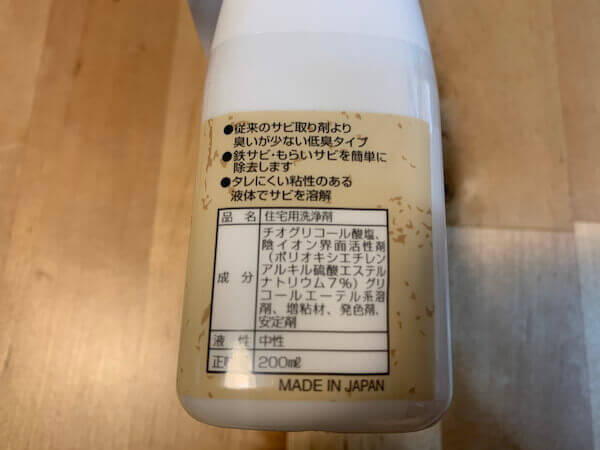 ●従来のサビ取り剤より
臭いが少ない低臭タイプ
●鉄サビ・もらいサビを簡単に
除去します
●タレにくい粘性のある
液体でサビを溶解
品 名 住宅用洗浄剤
成 分
チオグリコール酸塩、
陰イオン界面活性剤
(ポリオキシエチレン
アルキル硫酸エステル
ナトリウム7%)グリ
コールエーテル系溶
剤、増粘材、発色剤、
安定剤
液 性 中性
正 200㎖
MADE IN JAPAN